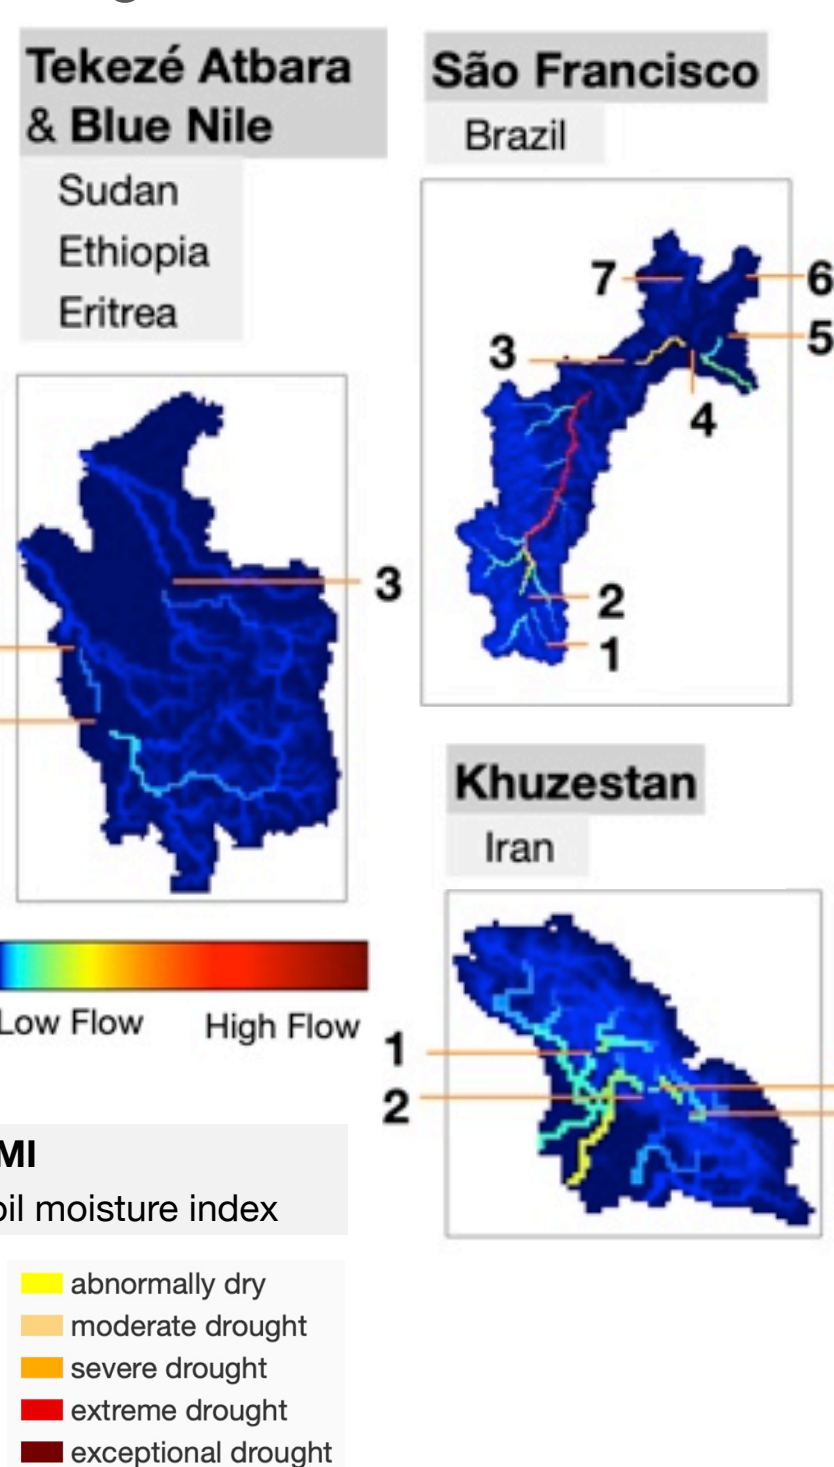 Tekezé Atbara
& Blue Nile
Sudan
Ethiopia
Eritrea
3
São Francisco
Brazil
7
6
5
3
4
2
1
Khuzestan
Iran
1
2
Low Flow
High Flow
MI
oil moisture index
abnormally dry
moderate drought
severe drought
extreme drought
exceptional drought